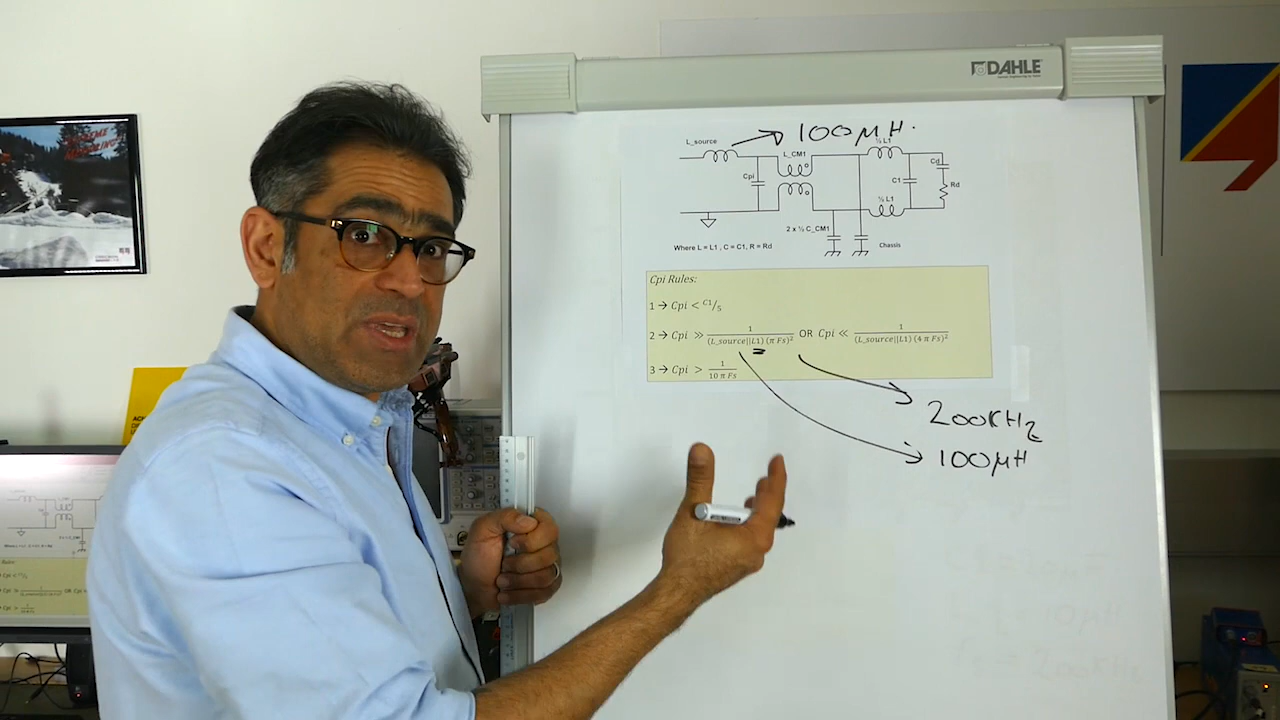 DAHLE
100μH.
L_source
L_CM1
½ L1
Cpi
C1
Cd
Rd
½ L1
2 x ½ C_CM1
Where L = L1 , C = C1, R = Rd
Chassis
Cpi Rules:
1 → Cpi < C1/5
2 → Cpi ≫ 1/((L_source||L1) (π Fs)²) OR Cpi ≪ 1/((L_source||L1) (4 π Fs)²)
3 → Cpi > 1/(10 π Fs)
200KHz
100μH